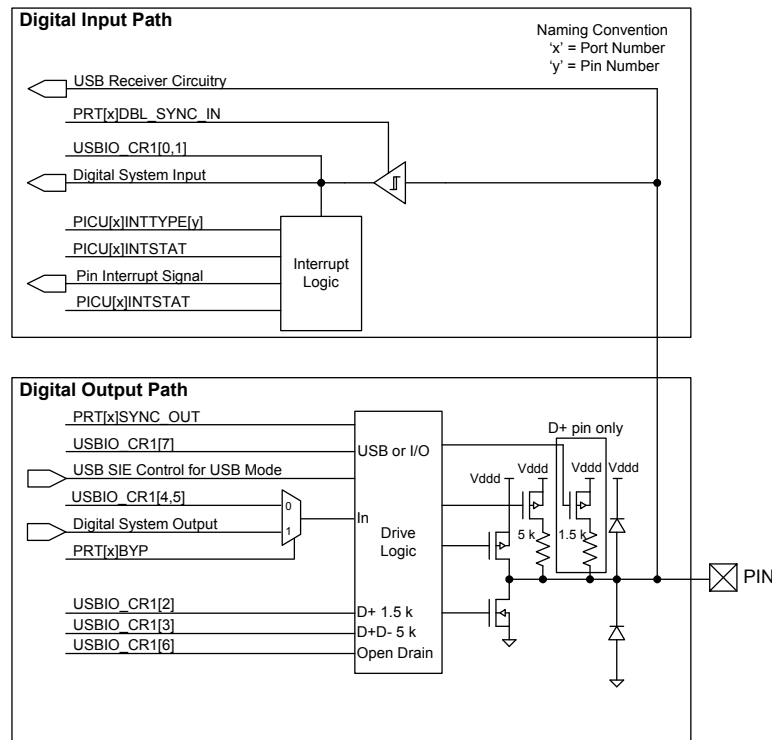 Digital Input Path
Naming Convention
'x' = Port Number
'y' = Pin Number
USB Receiver Circuitry
PRT[x]DBL_SYNC_IN
USBIO_CR1[0,1]
Digital System Input
PICU[x]INTTYPE[y]
PICU[x]INTSTAT
Pin Interrupt Signal
PICU[x]INTSTAT
Interrupt
Logic
Digital Output Path
PRT[x]SYNC_OUT
USBIO_CR1[7]
USB SIE Control for USB Mode
USBIO_CR1[4,5]
Digital System Output
PRT[x]BYP
0
1
USBIO_CR1[2]
USBIO_CR1[3]
USBIO_CR1[6]
USB or I/O
In
Drive
Logic
D+ 1.5 k
D+D- 5 k
Open Drain
D+ pin only
Vddd
Vddd
Vddd
Vddd
5 k
1.5 k
PIN